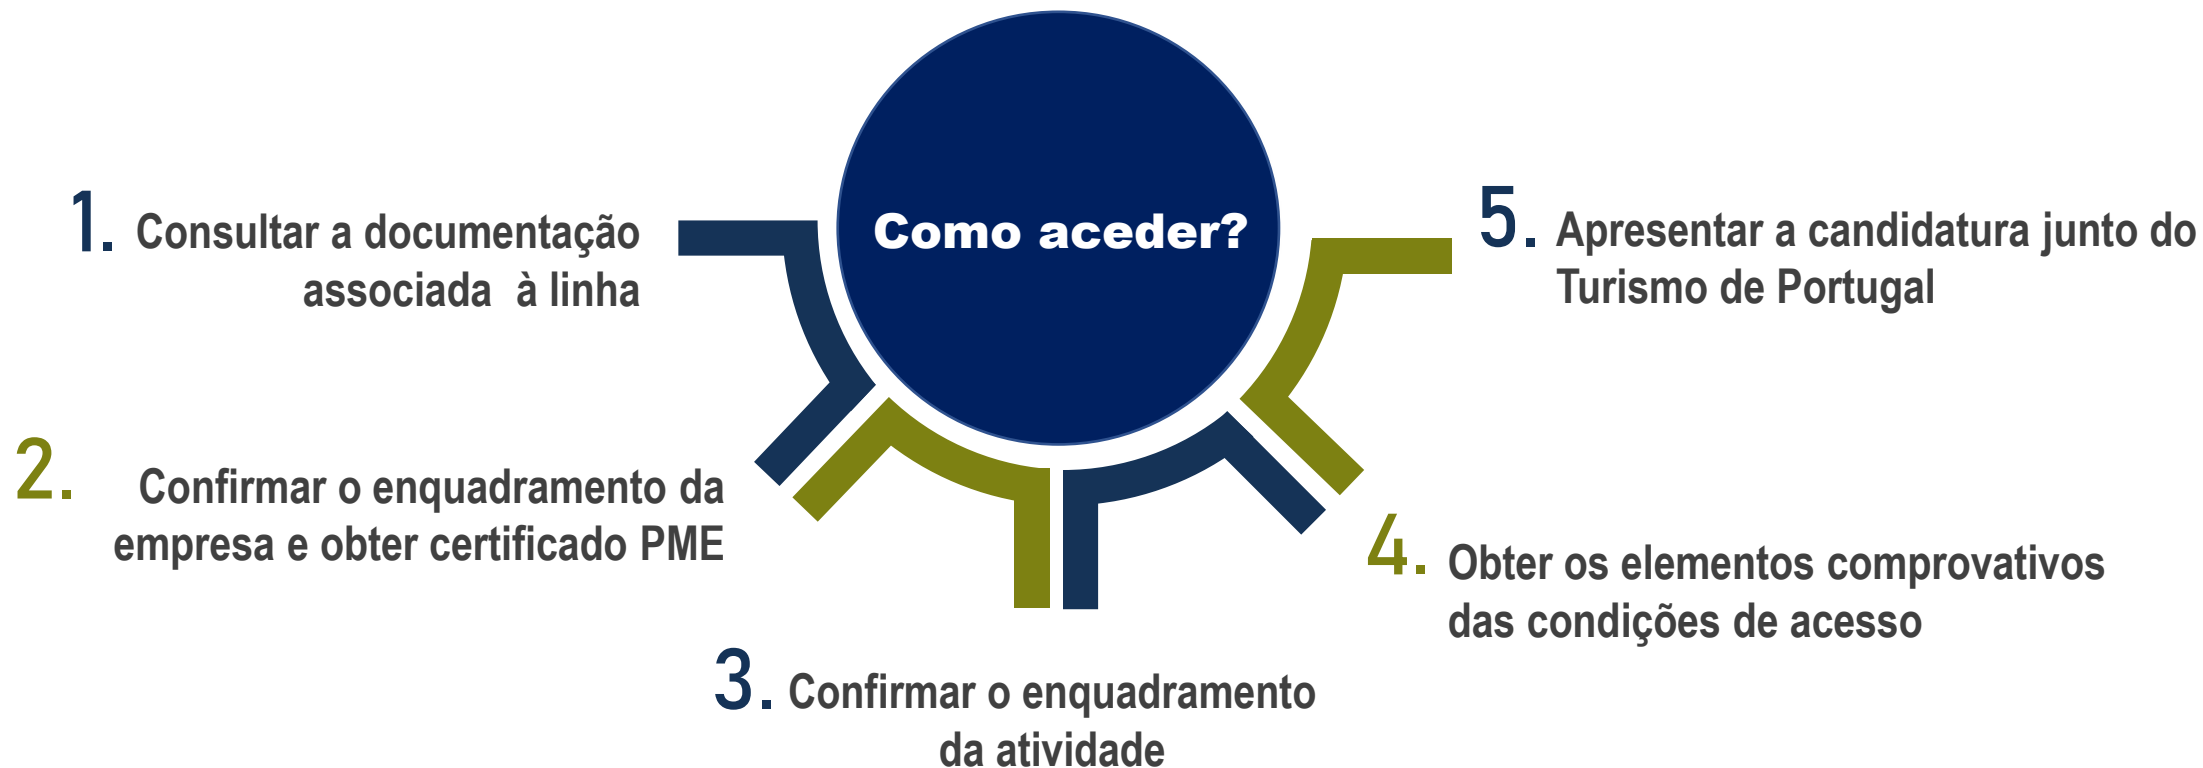 Como aceder?
1. Consultar a documentação
associada à linha
2. Confirmar o enquadramento da
empresa e obter certificado PME
3. Confirmar o enquadramento
da atividade
4. Obter os elementos comprovativos
das condições de acesso
5. Apresentar a candidatura junto do
Turismo de Portugal